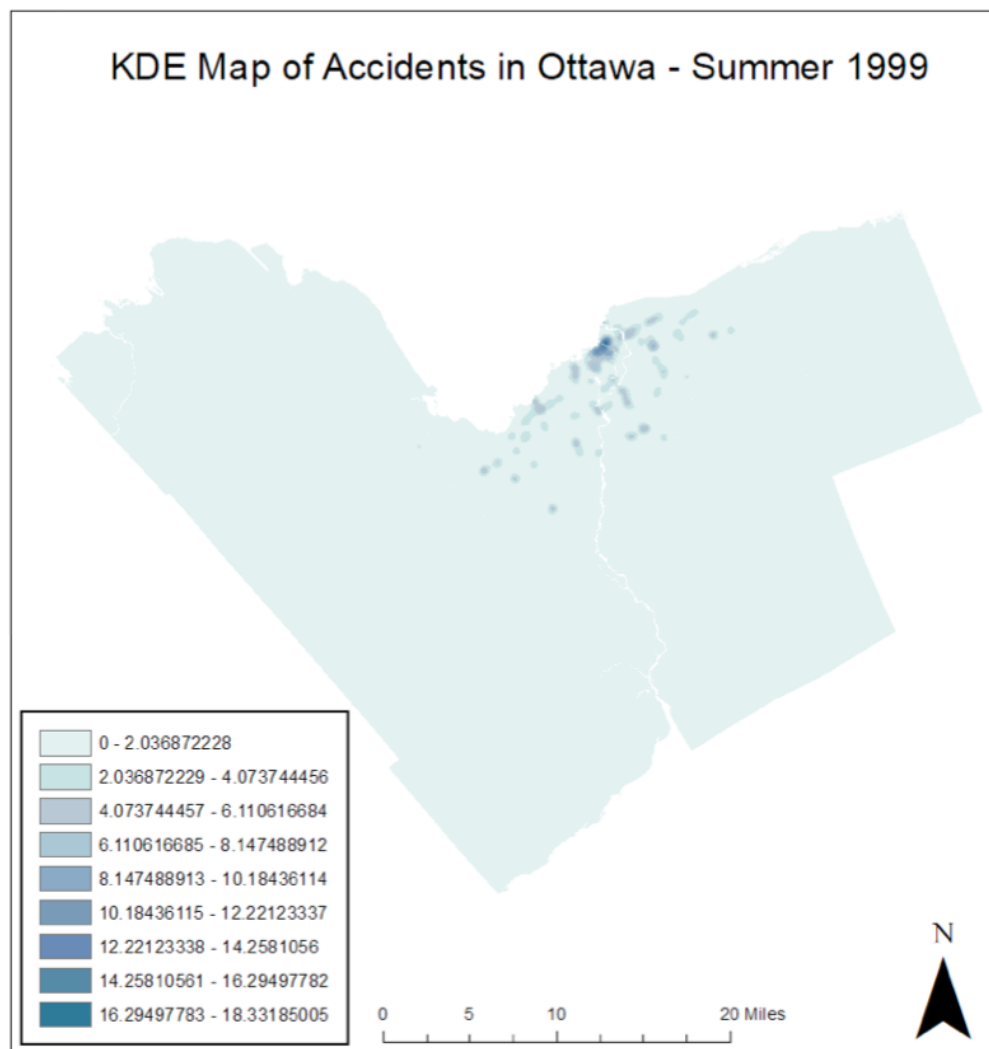 KDE Map of Accidents in Ottawa - Summer 1999
0 - 2.036872228
2.036872229 - 4.073744456
4.073744457 - 6.110616684
6.110616685 - 8.147488912
8.147488913 - 10.18436114
10.18436115 - 12.22123337
12.22123338 - 14.2581056
14.25810561 - 16.29497782
16.29497783 - 18.33185005
0 5 10 20 Miles
N